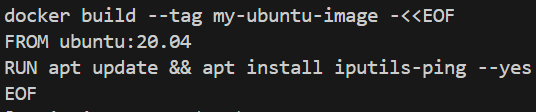 docker build --tag my-ubuntu-image -<<EOF
FROM ubuntu:20.04
RUN apt update && apt install iputils-ping --yes
EOF